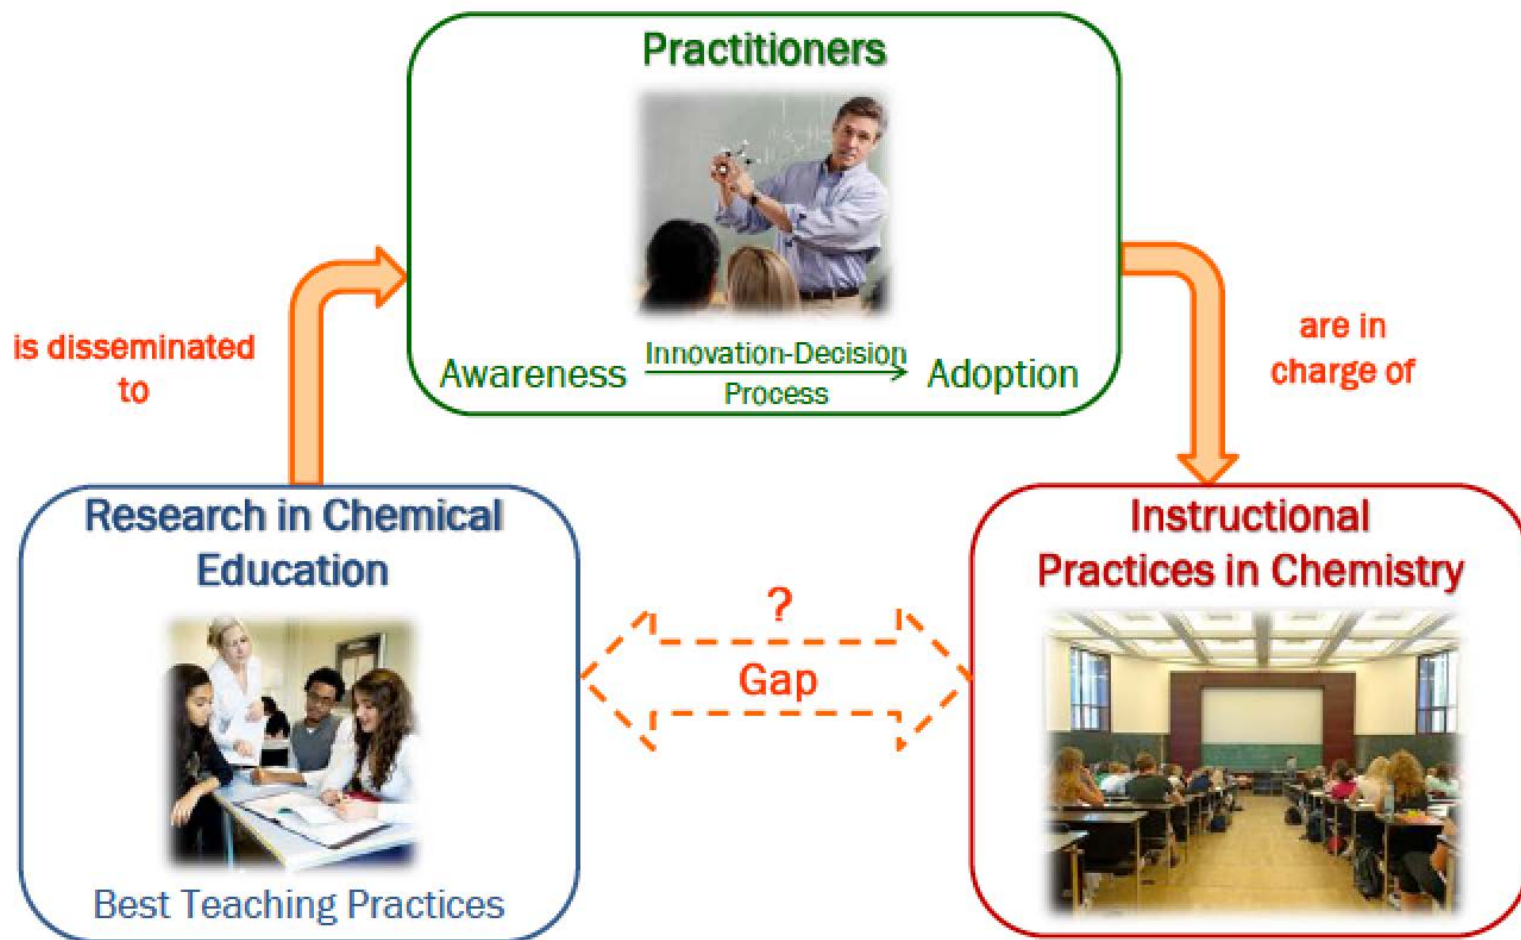 Practitioners
Awareness
Innovation-Decision
Process
Adoption
is disseminated
to
are in
charge of
Research in Chemical
Education
Best Teaching Practices
?
Gap
Instructional
Practices in Chemistry